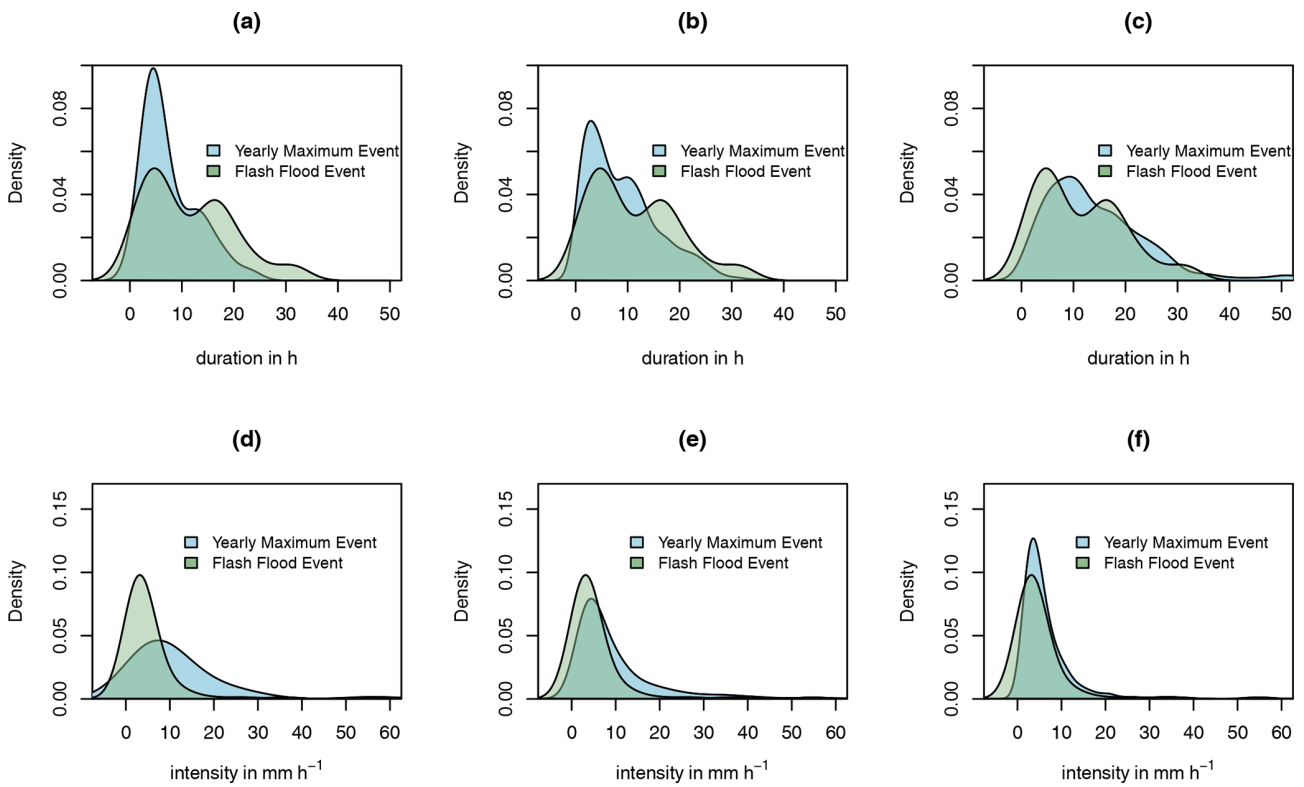 (a)
Density
0.00 0.04 0.08
Yearly Maximum Event
Flash Flood Event
0 10 20 30 40 50
duration in h
(b)
Density
0.00 0.04 0.08
Yearly Maximum Event
Flash Flood Event
0 10 20 30 40 50
duration in h
(c)
Density
0.00 0.04 0.08
Yearly Maximum Event
Flash Flood Event
0 10 20 30 40 50
duration in h
(d)
Density
0.00 0.05 0.10 0.15
Yearly Maximum Event
Flash Flood Event
0 10 20 30 40 50 60
intensity in mm h⁻¹
(e)
Density
0.00 0.05 0.10 0.15
Yearly Maximum Event
Flash Flood Event
0 10 20 30 40 50 60
intensity in mm h⁻¹
(f)
Density
0.00 0.05 0.10 0.15
Yearly Maximum Event
Flash Flood Event
0 10 20 30 40 50 60
intensity in mm h⁻¹